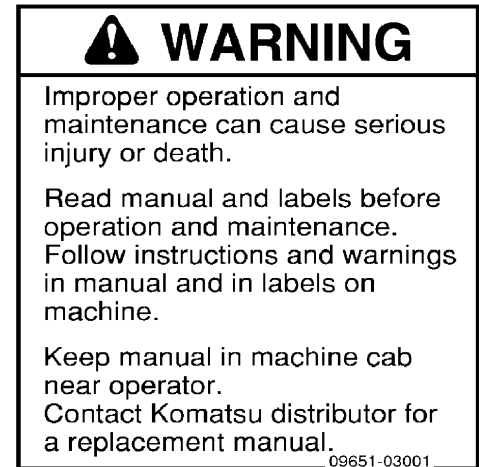 WARNING
Improper operation and
maintenance can cause serious
injury or death.
Read manual and labels before
operation and maintenance.
Follow instructions and warnings
in manual and in labels on
machine.
Keep manual in machine cab
near operator.
Contact Komatsu distributor for
a replacement manual.
09651-03001